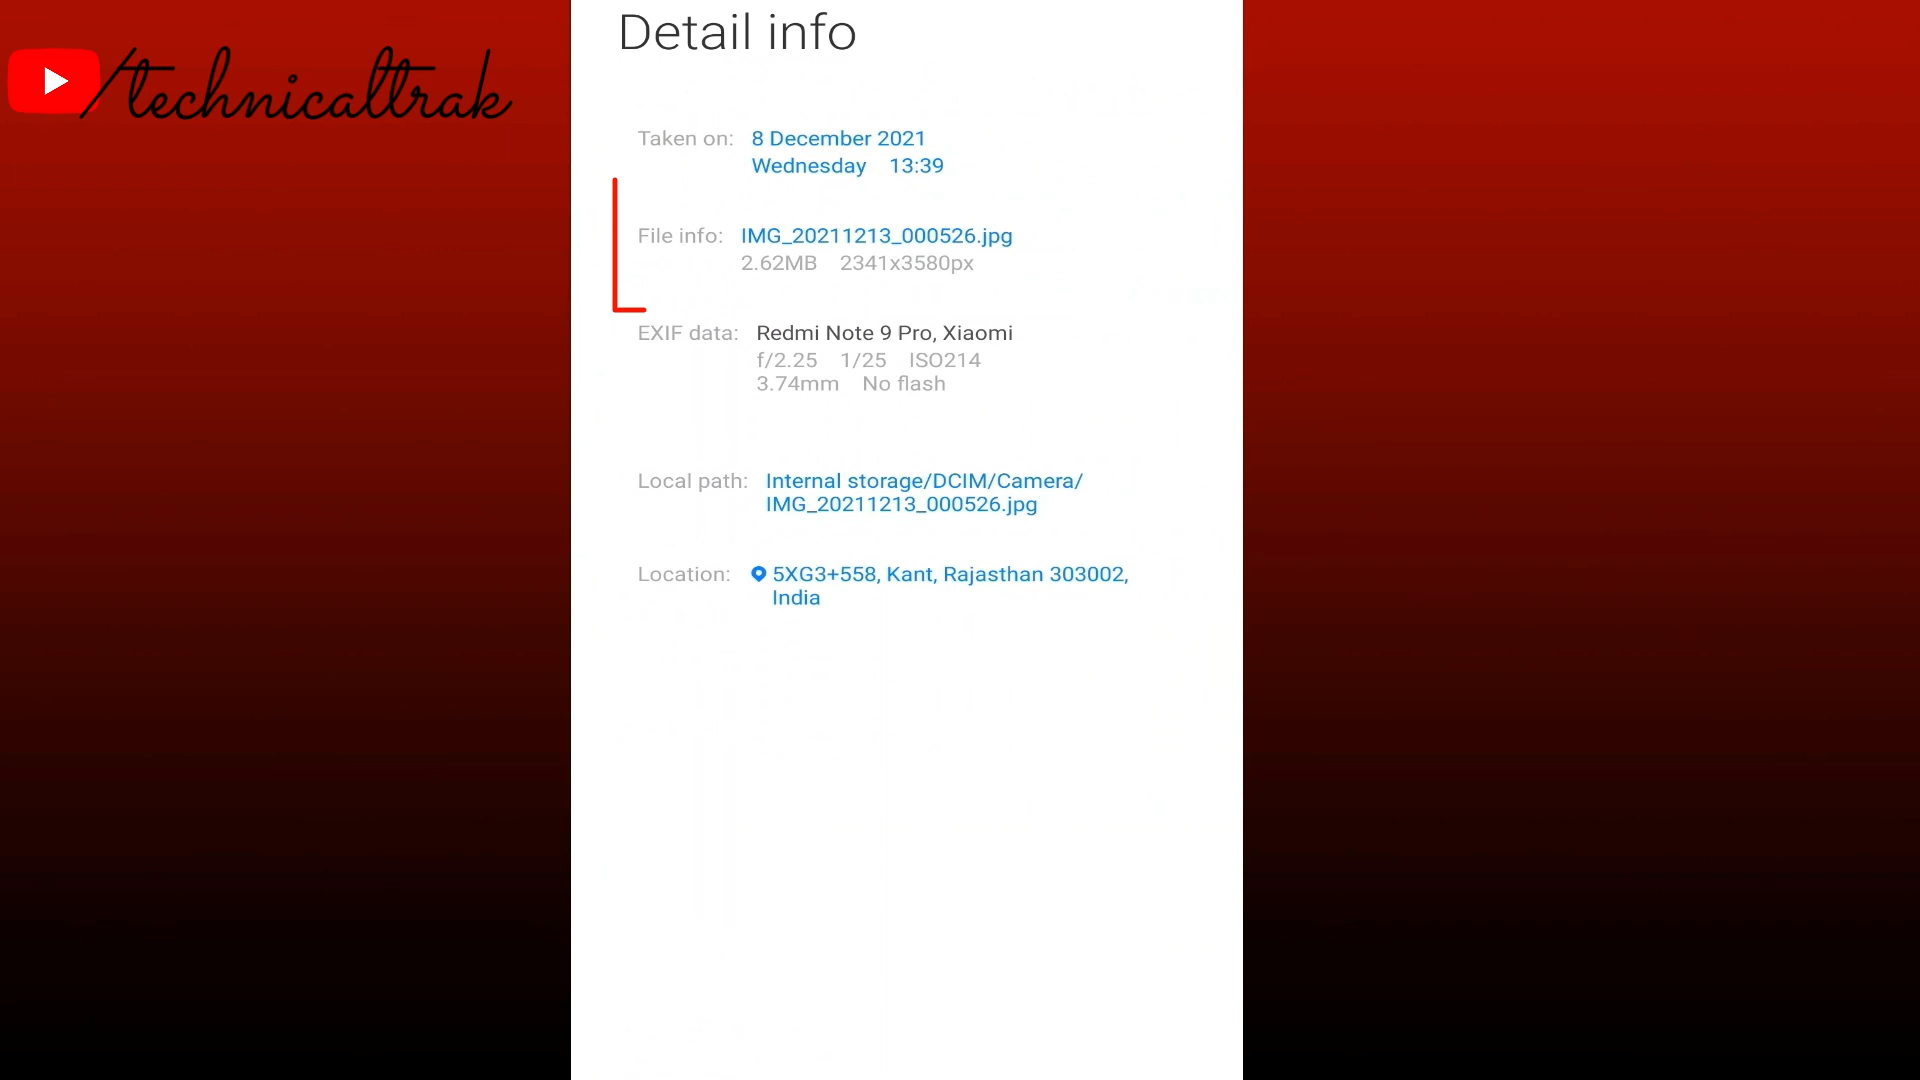 /technicaltrak
Detail info
Taken on: 8 December 2021
Wednesday 13:39
File info: IMG_20211213_000526.jpg
2.62MB 2341x3580px
EXIF data: Redmi Note 9 Pro, Xiaomi
f/2.25 1/25 ISO214
3.74mm No flash
Local path: Internal storage/DCIM/Camera/
IMG_20211213_000526.jpg
Location: 5XG3+558, Kant, Rajasthan 303002,
India